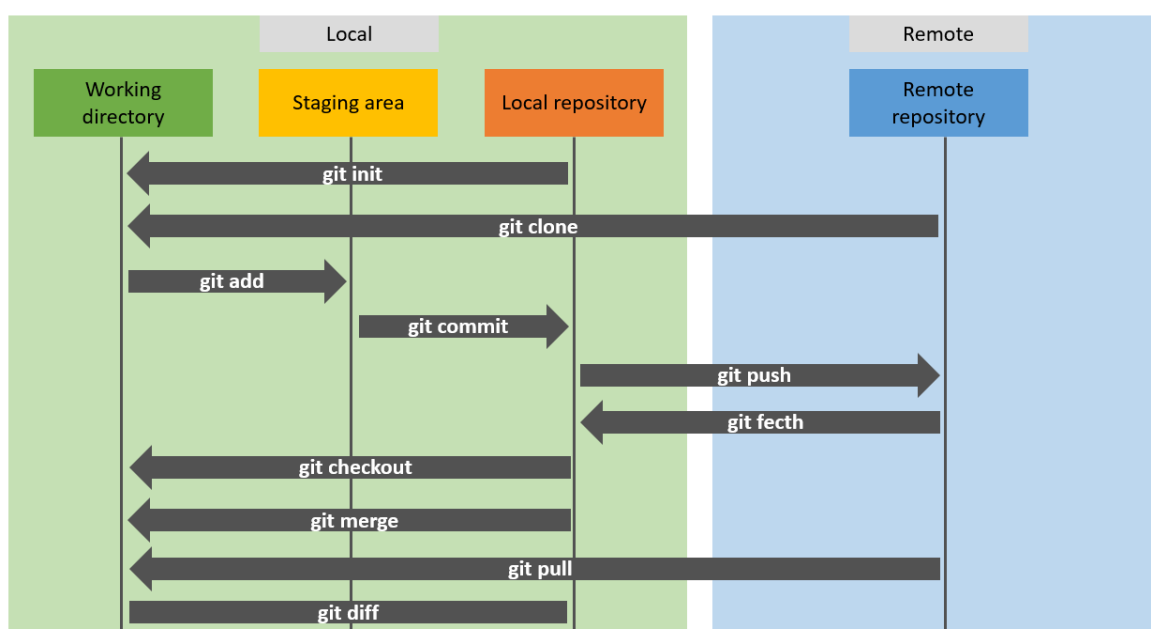 Local
Remote
Working
directory
Staging area
Local repository
Remote
repository
git init
git clone
git add
git commit
git push
git fecth
git checkout
git merge
git pull
git diff